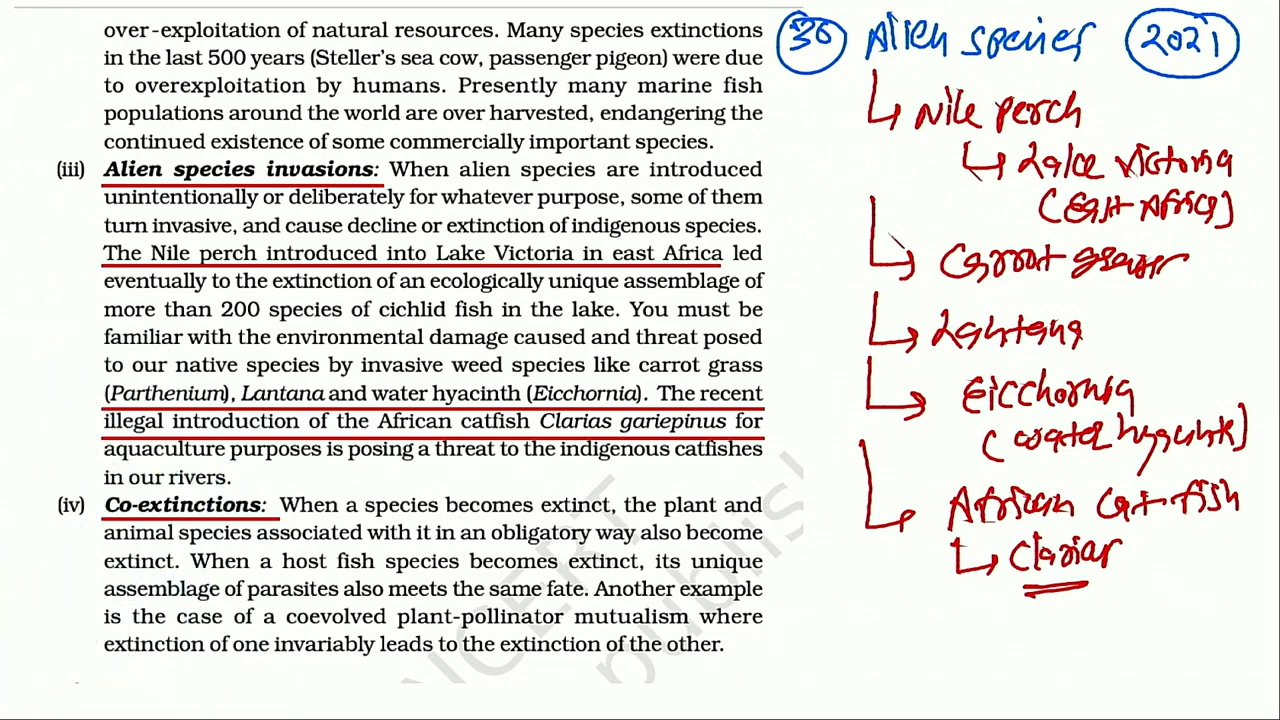 over-exploitation of natural resources. Many species extinctions
in the last 500 years (Steller's sea cow, passenger pigeon) were due
to overexploitation by humans. Presently many marine fish
populations around the world are over harvested, endangering the
continued existence of some commercially important species.
(iii) Alien species invasions: When alien species are introduced
unintentionally or deliberately for whatever purpose, some of them
turn invasive, and cause decline or extinction of indigenous species.
The Nile perch introduced into Lake Victoria in east Africa led
eventually to the extinction of an ecologically unique assemblage of
more than 200 species of cichlid fish in the lake. You must be
familiar with the environmental damage caused and threat posed
to our native species by invasive weed species like carrot grass
(Parthenium), Lantana and water hyacinth (Eicchornia). The recent
illegal introduction of the African catfish Clarias gariepinus for
aquaculture purposes is posing a threat to the indigenous catfishes
in our rivers.
(iv) Co-extinctions: When a species becomes extinct, the plant and
animal species associated with it in an obligatory way also become
extinct. When a host fish species becomes extinct, its unique
assemblage of parasites also meets the same fate. Another example
is the case of a coevolved plant-pollinator mutualism where
extinction of one invariably leads to the extinction of the other.
NCERT
publish
30 Alien species 2021
Nile perch
Lake Victoria
(East Africa)
Carrot grass
Lantana
Eicchornia
(water hyacinth)
African cat fish
Clarias